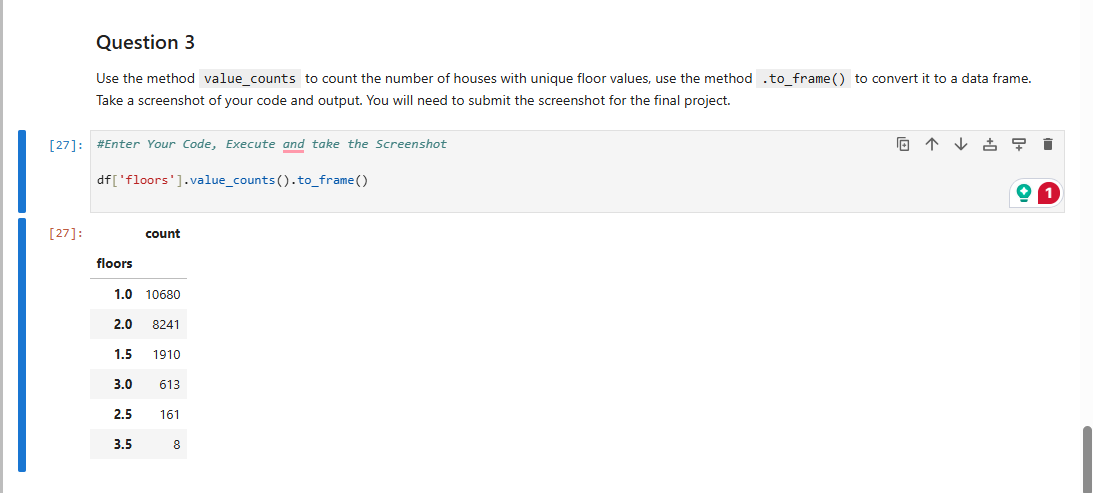 Question 3
Use the method value_counts to count the number of houses with unique floor values, use the method .to_frame() to convert it to a data frame.
Take a screenshot of your code and output. You will need to submit the screenshot for the final project.
[27]: #Enter Your Code, Execute and take the Screenshot
df['floors'].value_counts().to_frame()
1
[27]: count
floors
1.0 10680
2.0 8241
1.5 1910
3.0 613
2.5 161
3.5 8